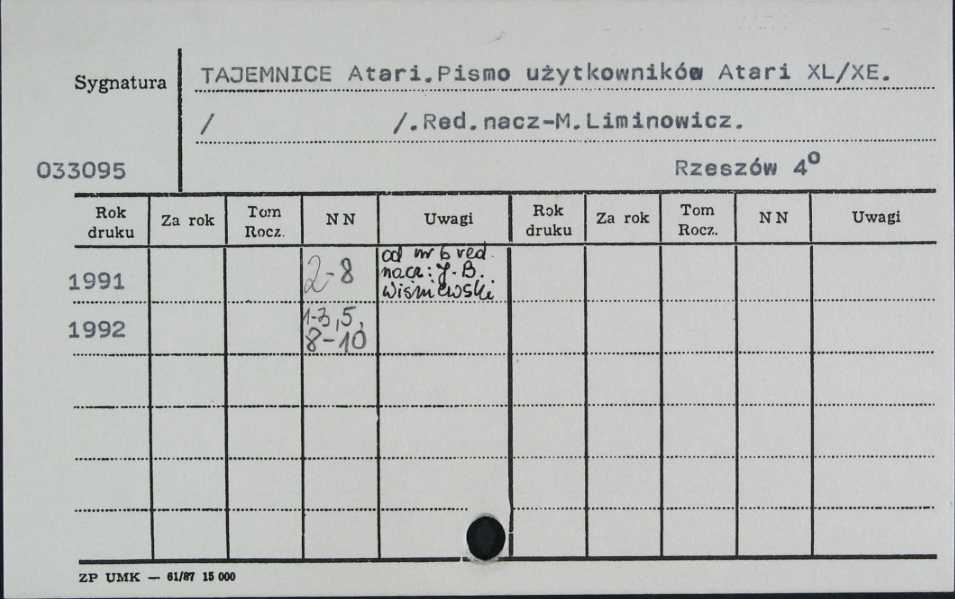 Sygnatura
TAJEMNICE Atari.Pismo użytkowników Atari XL/XE.
/ /.Red.nacz-M.Liminowicz.
033095
Rzeszów 4°
Rok druku Za rok Tom Rocz. N N Uwagi Rok druku Za rok Tom Rocz. N N Uwagi
1991 2-8 od nr 6 red.
nacz: J.B.
Wiśniewski
1992 1-3, 5,
8-10
ZP UMK — 61/87 15 000